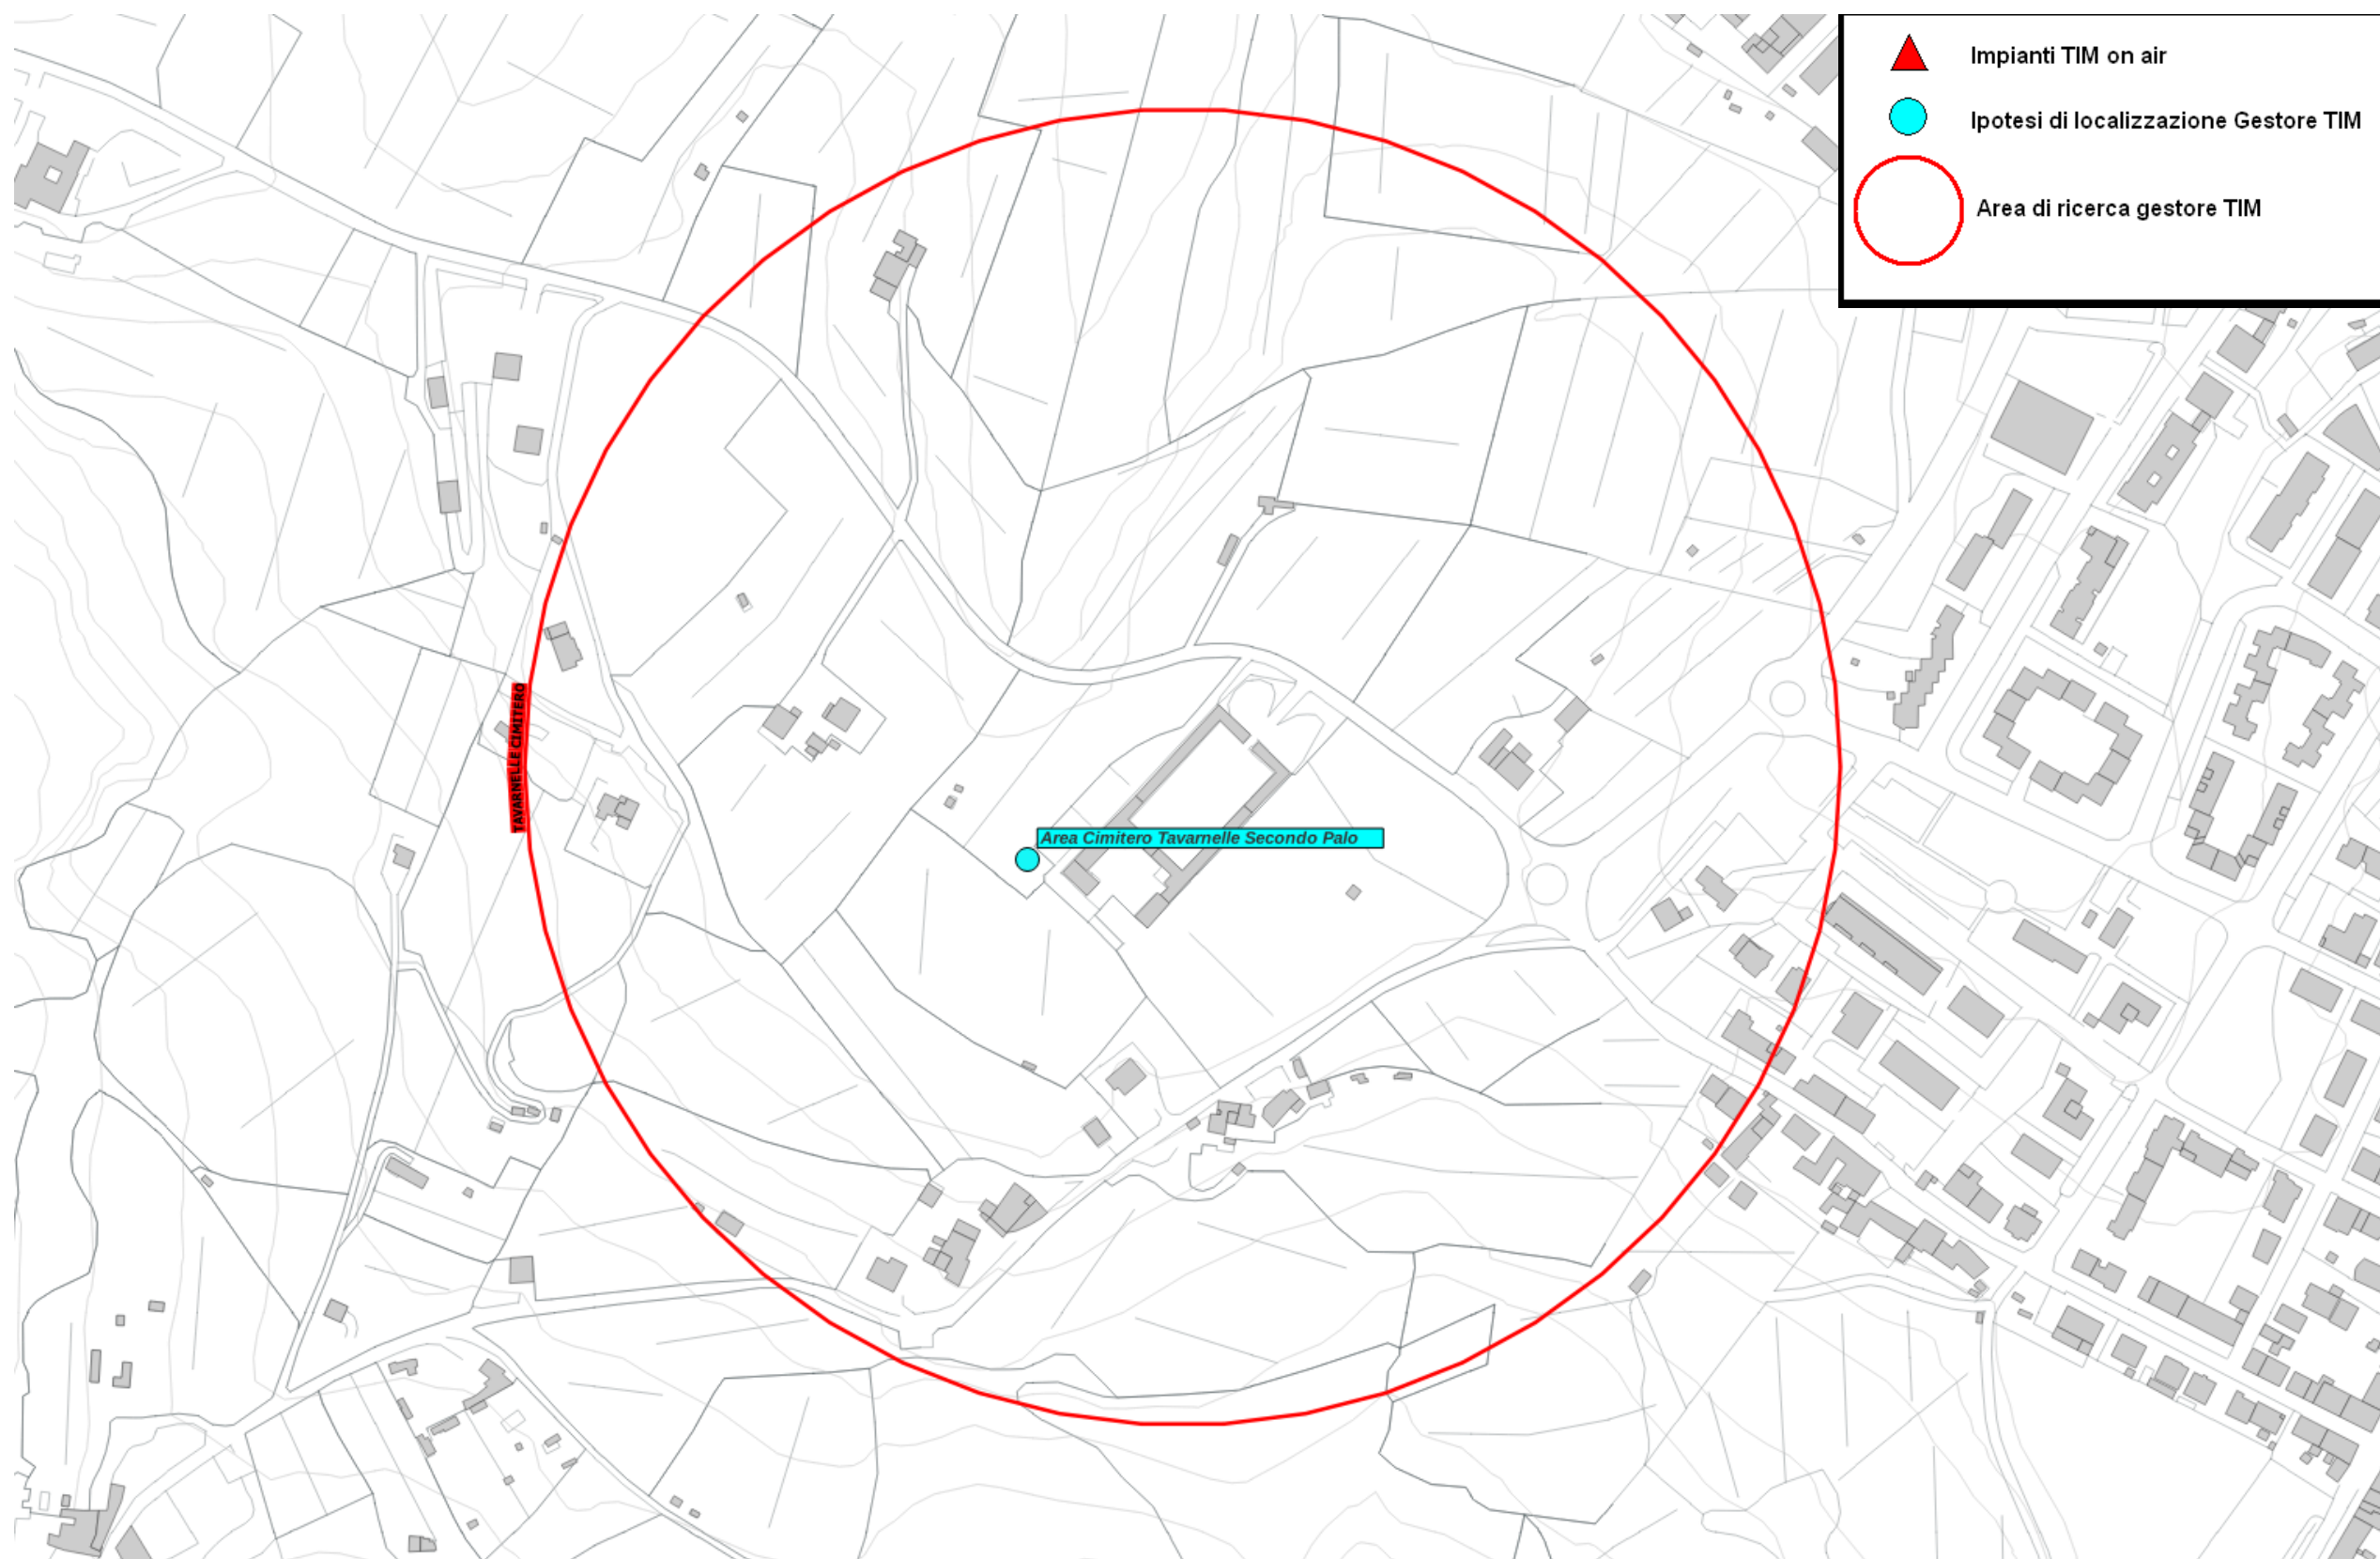 Impianti TIM on air
Ipotesi di localizzazione Gestore TIM
Area di ricerca gestore TIM
TAVARNELLE CIMITERO
Area Cimitero Tavarnelle Secondo Palo